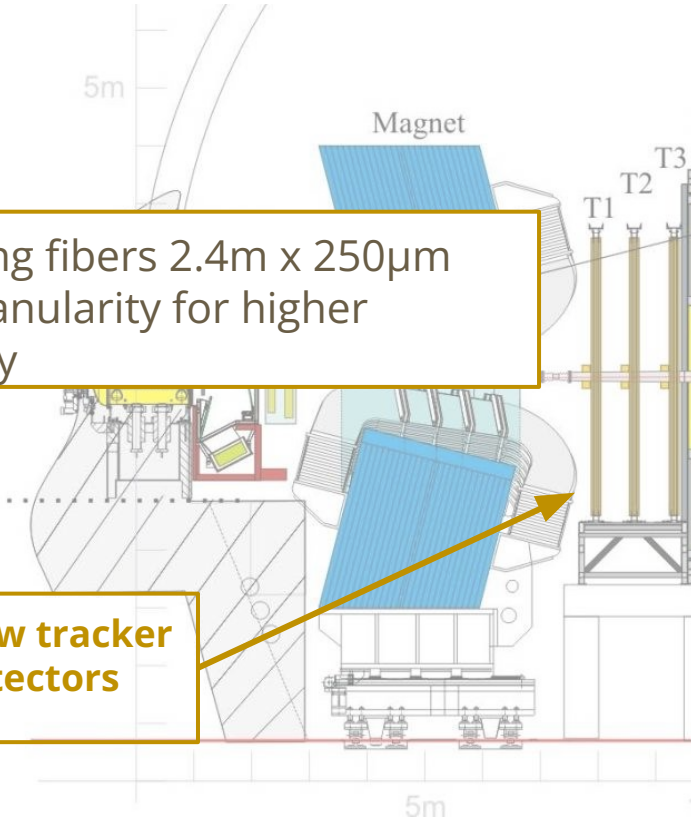 5m
Magnet
T3
T2
T1
ng fibers 2.4m x 250μm
anularity for higher
y
w tracker
tectors
5m